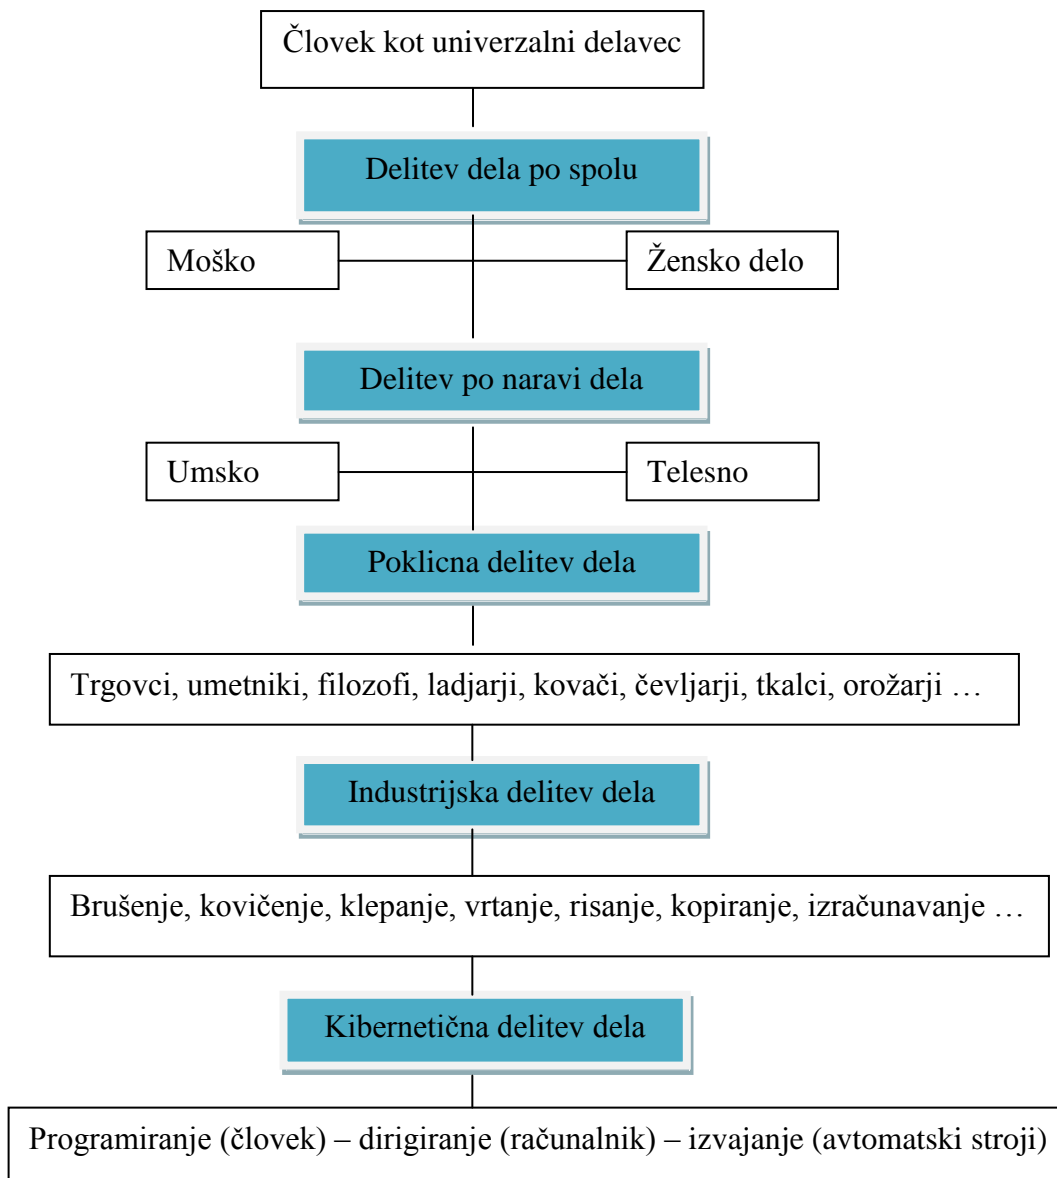 Človek kot univerzalni delavec
Delitev dela po spolu
Moško
Žensko delo
Delitev po naravi dela
Umsko
Telesno
Poklicna delitev dela
Trgovci, umetniki, filozofi, ladjarji, kovači, čevljarji, tkalci, orožarji …
Industrijska delitev dela
Brušenje, kovičenje, klepanje, vrtanje, risanje, kopiranje, izračunavanje …
Kibernetična delitev dela
Programiranje (človek) – dirigiranje (računalnik) – izvajanje (avtomatski stroji)